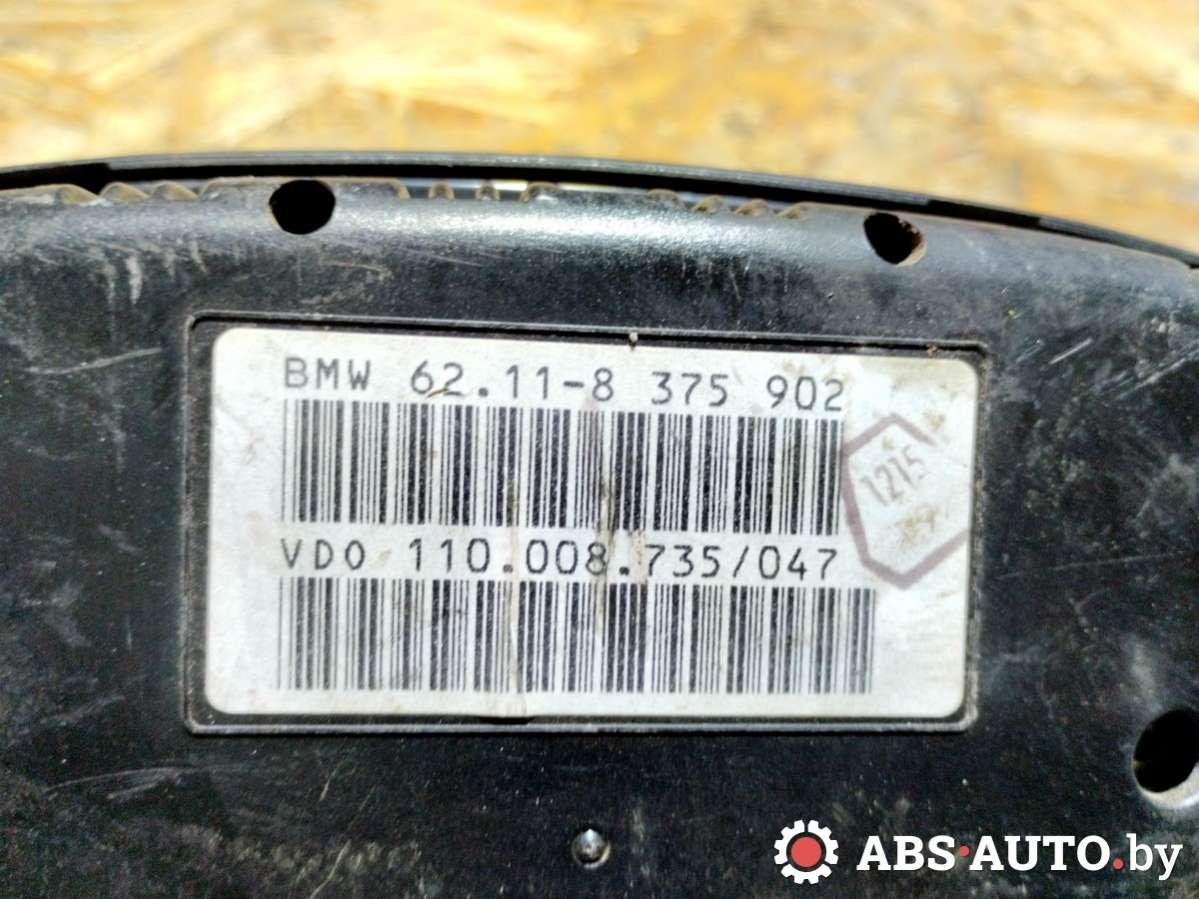 BMW 62.11-8 375 902
1215
VDO 110.008.735/047
ABS·AUTO.by